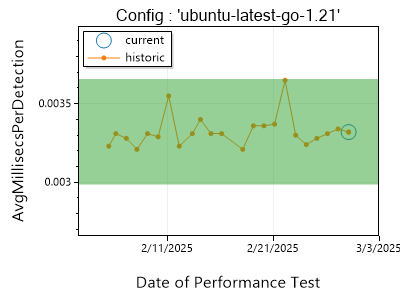 Config : 'ubuntu-latest-go-1.21'
current
historic
AvgMillisecsPerDetection
0.0035
0.003
2/11/2025
2/21/2025
3/3/2025
Date of Performance Test